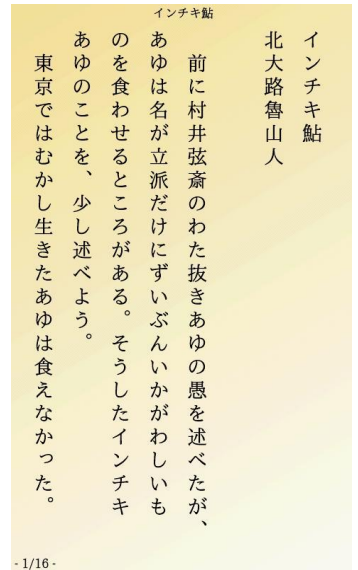 インチキ鮎
インチキ鮎
北大路魯山人
前に村井弦斎のわた抜きあゆの愚を述べたが、
あゆは名が立派だけにずいぶんいかがわしいも
のを食わせるところがある。そうしたインチキ
あゆのことを、少し述べよう。
東京ではむかし生きたあゆは食えなかった。
- 1/16 -